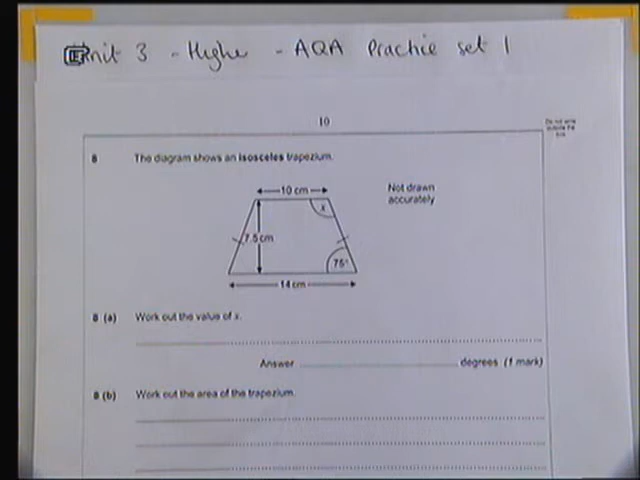 Unit 3 - Higher - AQA Practice set 1
10
Do not write
outside the
box
8 The diagram shows an isosceles trapezium.
10 cm
Not drawn
accurately
x
7.5 cm
75°
14 cm
8 (a) Work out the value of x.
Answer degrees (1 mark)
8 (b) Work out the area of the trapezium.